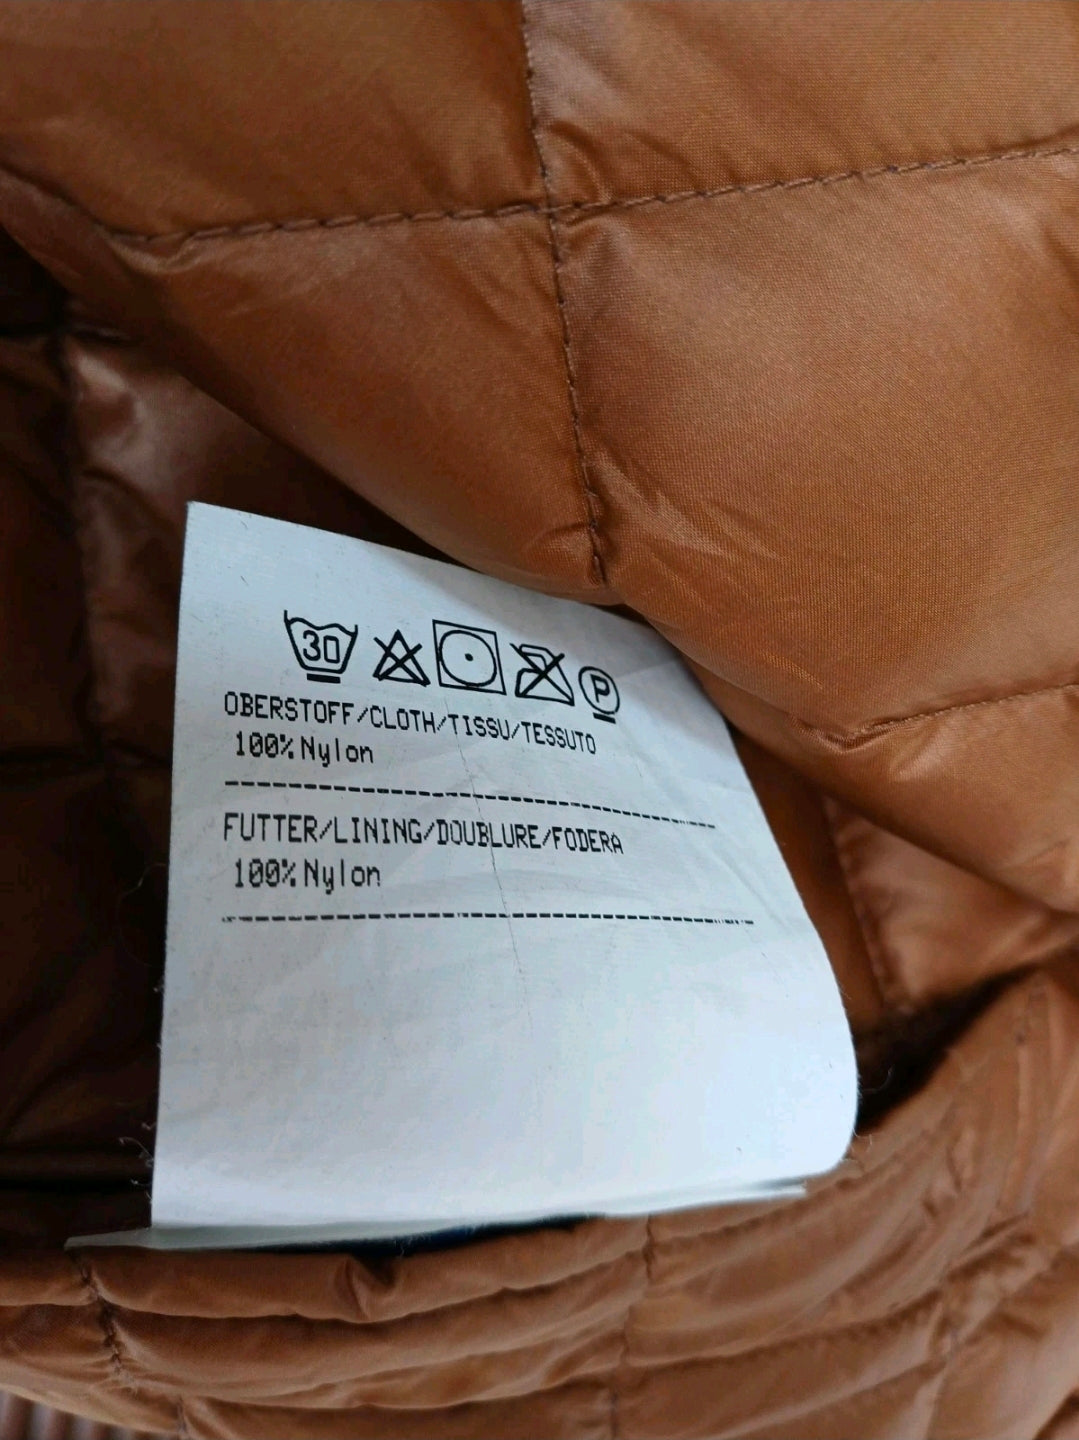 30 P
OBERSTOFF/CLOTH/TISSU/TESSUTO
100% Nylon
FUTTER/LINING/DOUBLURE/FODERA
100% Nylon